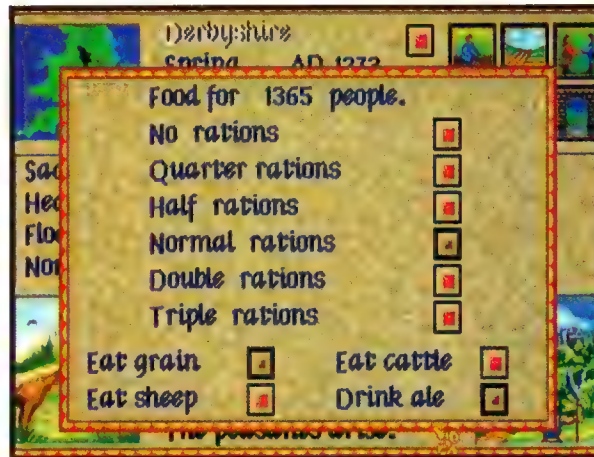 Derbyshire
Spring AD 1273
Food for 1365 people.
No rations
Quarter rations
Half rations
Normal rations
Double rations
Triple rations
Eat grain Eat cattle
Eat sheep Drink ale